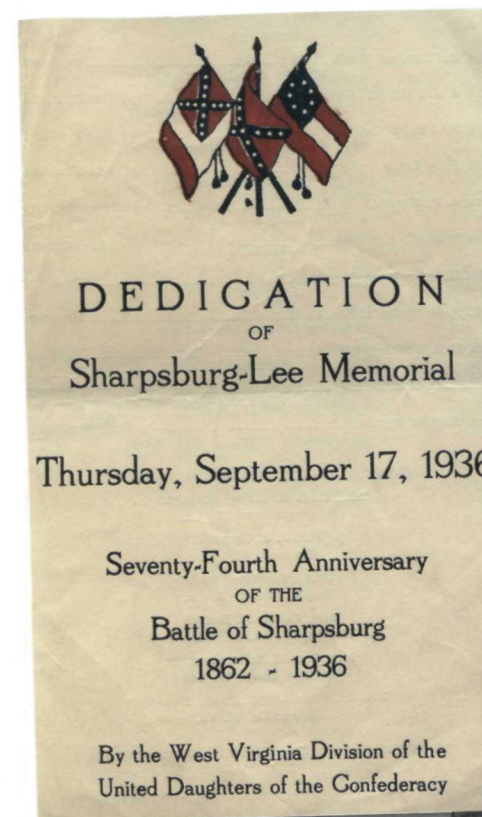 DEDICATION
OF
Sharpsburg-Lee Memorial
Thursday, September 17, 1936
Seventy-Fourth Anniversary
OF THE
Battle of Sharpsburg
1862 - 1936
By the West Virginia Division of the
United Daughters of the Confederacy